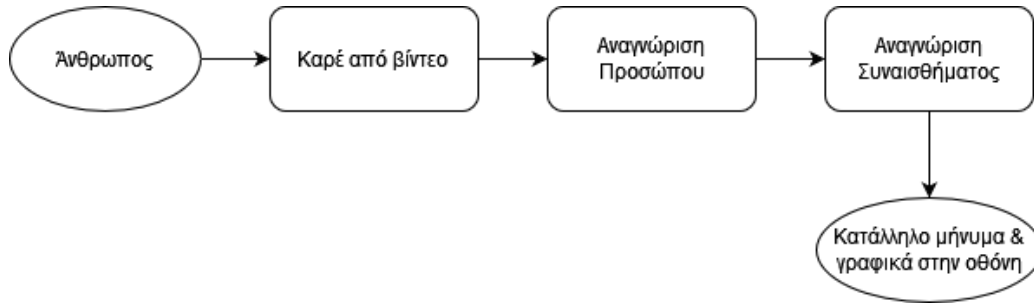 Άνθρωπος
Καρέ από βίντεο
Αναγνώριση
Προσώπου
Αναγνώριση
Συναισθήματος
Κατάλληλο μήνυμα &
γραφικά στην οθόνη